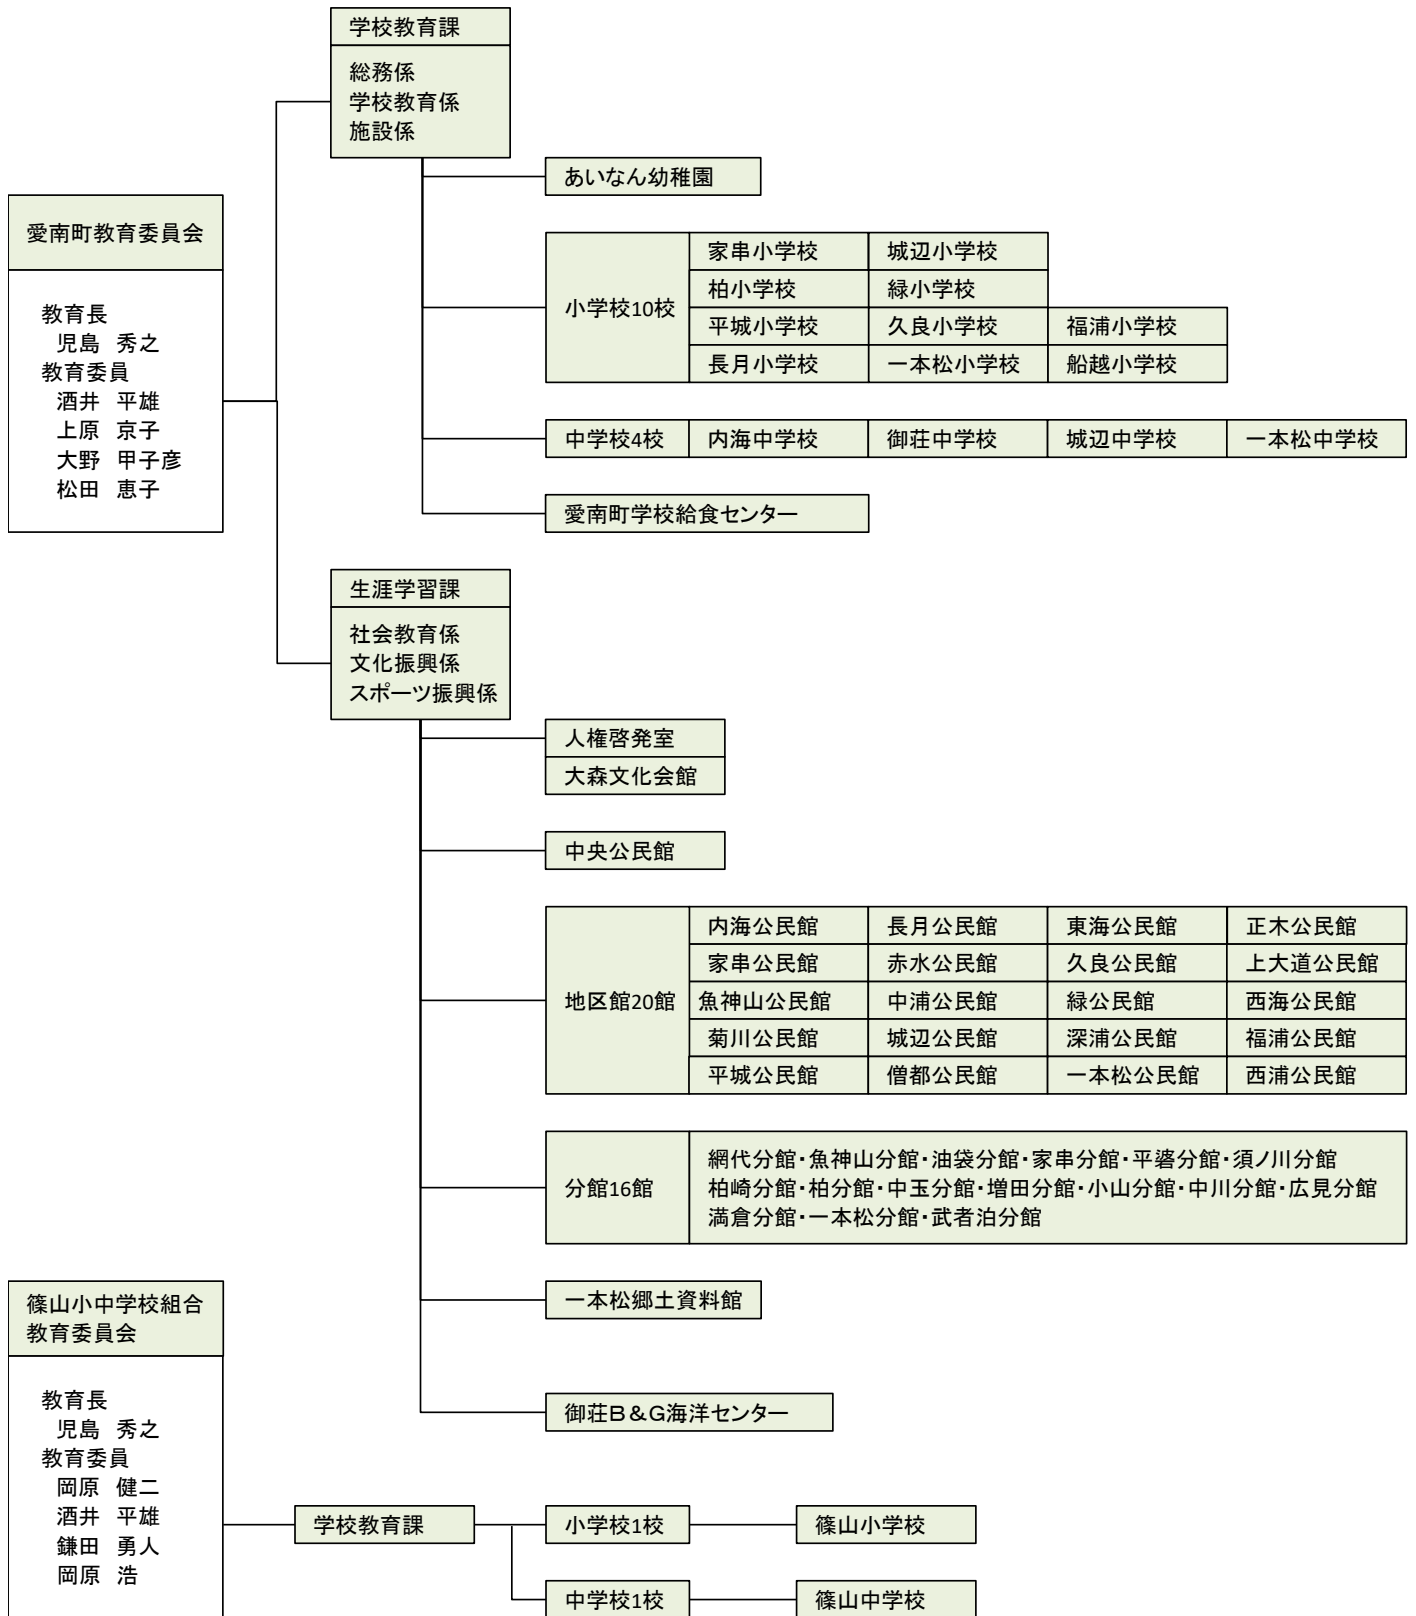 学校教育課
総務係
学校教育係
施設係
あいなん幼稚園
愛南町教育委員会
教育長
児島 秀之
教育委員
酒井 平雄
上原 京子
大野 甲子彦
松田 恵子
小学校10校
家串小学校 城辺小学校
柏小学校 緑小学校
平城小学校 久良小学校 福浦小学校
長月小学校 一本松小学校 船越小学校
中学校4校 内海中学校 御荘中学校 城辺中学校 一本松中学校
愛南町学校給食センター
生涯学習課
社会教育係
文化振興係
スポーツ振興係
人権啓発室
大森文化会館
中央公民館
地区館20館
内海公民館 長月公民館 東海公民館 正木公民館
家串公民館 赤水公民館 久良公民館 上大道公民館
魚神山公民館 中浦公民館 緑公民館 西海公民館
菊川公民館 城辺公民館 深浦公民館 福浦公民館
平城公民館 僧都公民館 一本松公民館 西浦公民館
分館16館
網代分館・魚神山分館・油袋分館・家串分館・平碆分館・須ノ川分館
柏崎分館・柏分館・中玉分館・増田分館・小山分館・中川分館・広見分館
満倉分館・一本松分館・武者泊分館
一本松郷土資料館
御荘B&G海洋センター
篠山小中学校組合
教育委員会
教育長
児島 秀之
教育委員
岡原 健二
酒井 平雄
鎌田 勇人
岡原 浩
学校教育課
小学校1校 篠山小学校
中学校1校 篠山中学校